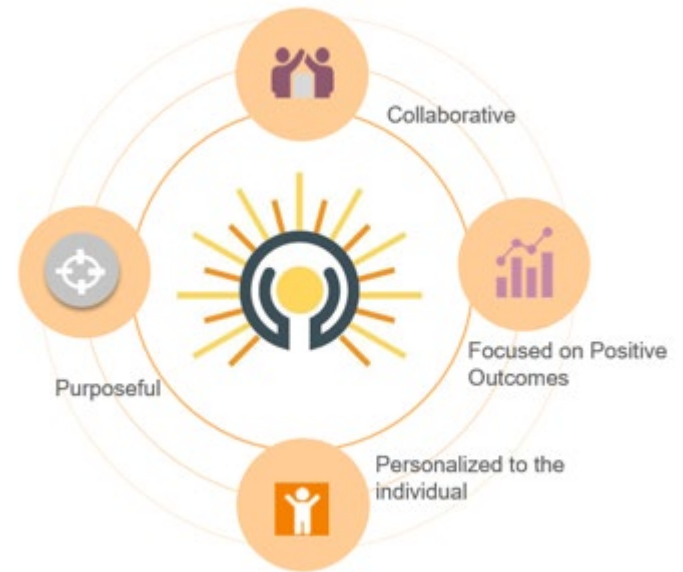 Collaborative
Focused on Positive
Outcomes
Purposeful
Personalized to the
individual